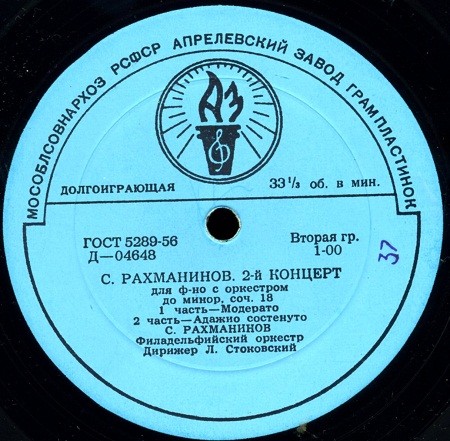 МОСОБЛСОВНАРХОЗ РСФСР АПРЕЛЕВСКИЙ ЗАВОД ГРАМПЛАСТИНОК
АЗ
ДОЛГОИГРАЮЩАЯ 33 1/3 об. в мин.
ГОСТ 5289-56 Вторая гр.
Д—04648 1-00
37
С. РАХМАНИНОВ. 2-й КОНЦЕРТ
для ф-но с оркестром
до минор, соч. 18
1 часть—Модерато
2 часть—Адажио состенуто
С. РАХМАНИНОВ
Филадельфийский оркестр
Дирижер Л. Стоковский